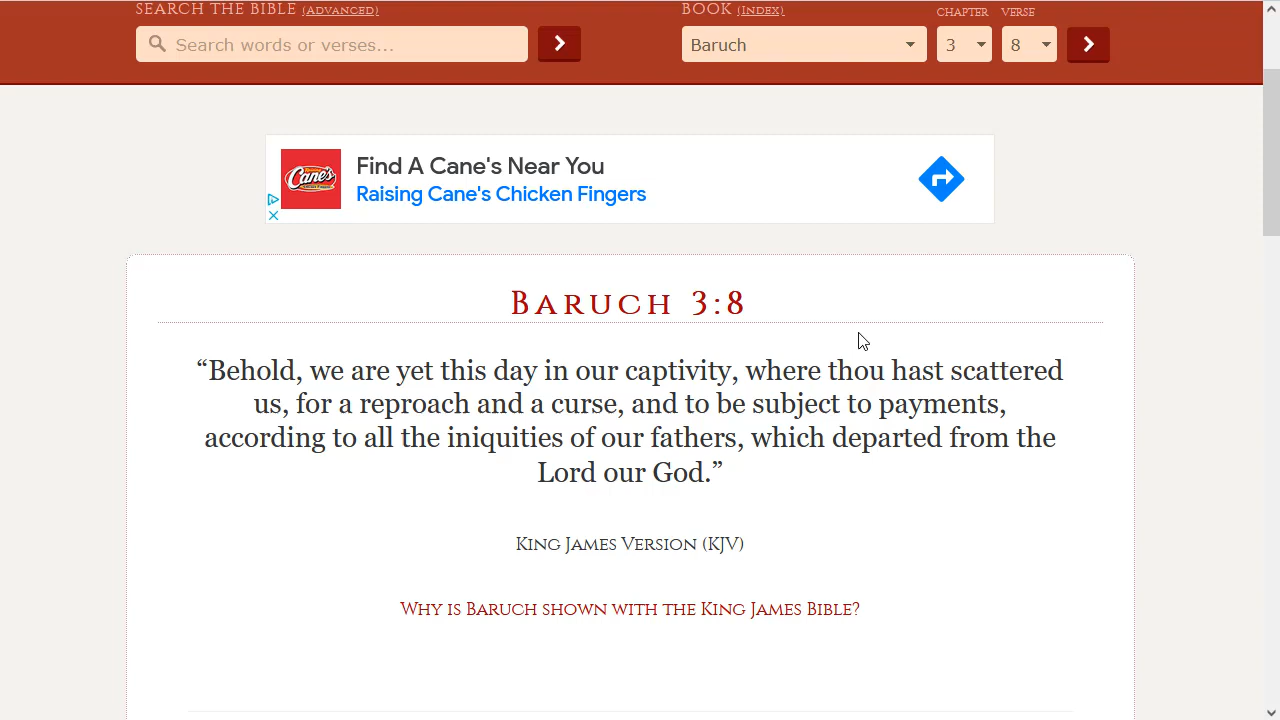 SEARCH THE BIBLE (ADVANCED)
BOOK (INDEX)
CHAPTER
VERSE
Search words or verses...
Baruch
3
8
Raising Cane's
Find A Cane's Near You
Raising Cane's Chicken Fingers
BARUCH 3:8
“Behold, we are yet this day in our captivity, where thou hast scattered
us, for a reproach and a curse, and to be subject to payments,
according to all the iniquities of our fathers, which departed from the
Lord our God.”
KING JAMES VERSION (KJV)
WHY IS BARUCH SHOWN WITH THE KING JAMES BIBLE?